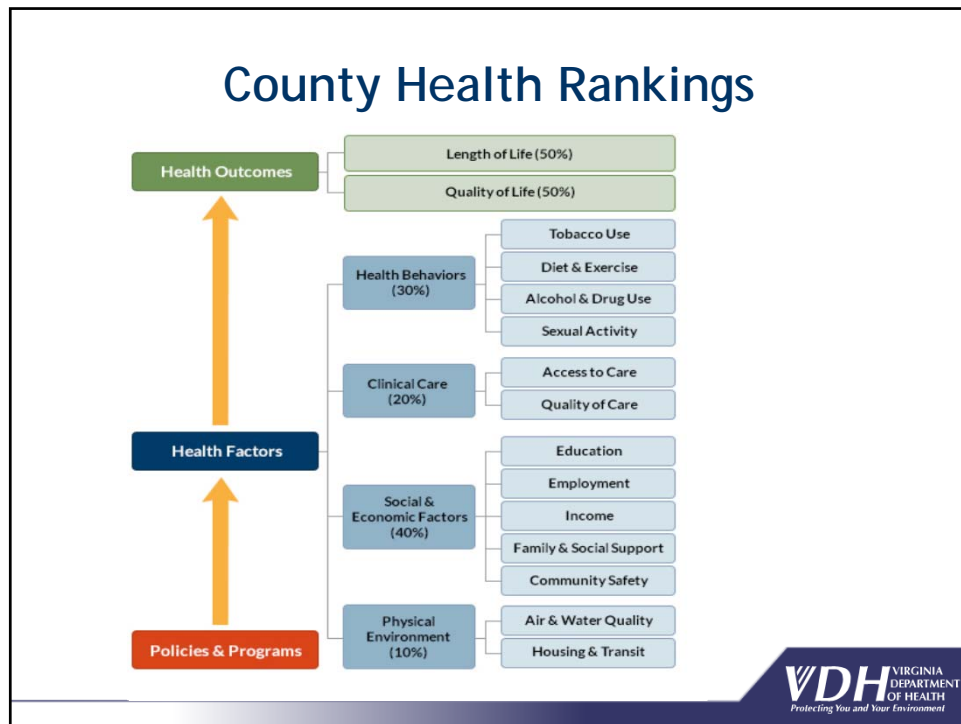 County Health Rankings
Health Outcomes
Length of Life (50%)
Quality of Life (50%)
Health Factors
Health Behaviors
(30%)
Tobacco Use
Diet & Exercise
Alcohol & Drug Use
Sexual Activity
Clinical Care
(20%)
Access to Care
Quality of Care
Social &
Economic Factors
(40%)
Education
Employment
Income
Family & Social Support
Community Safety
Physical
Environment
(10%)
Air & Water Quality
Housing & Transit
Policies & Programs
VDH VIRGINIA
DEPARTMENT
OF HEALTH
Protecting You and Your Environment